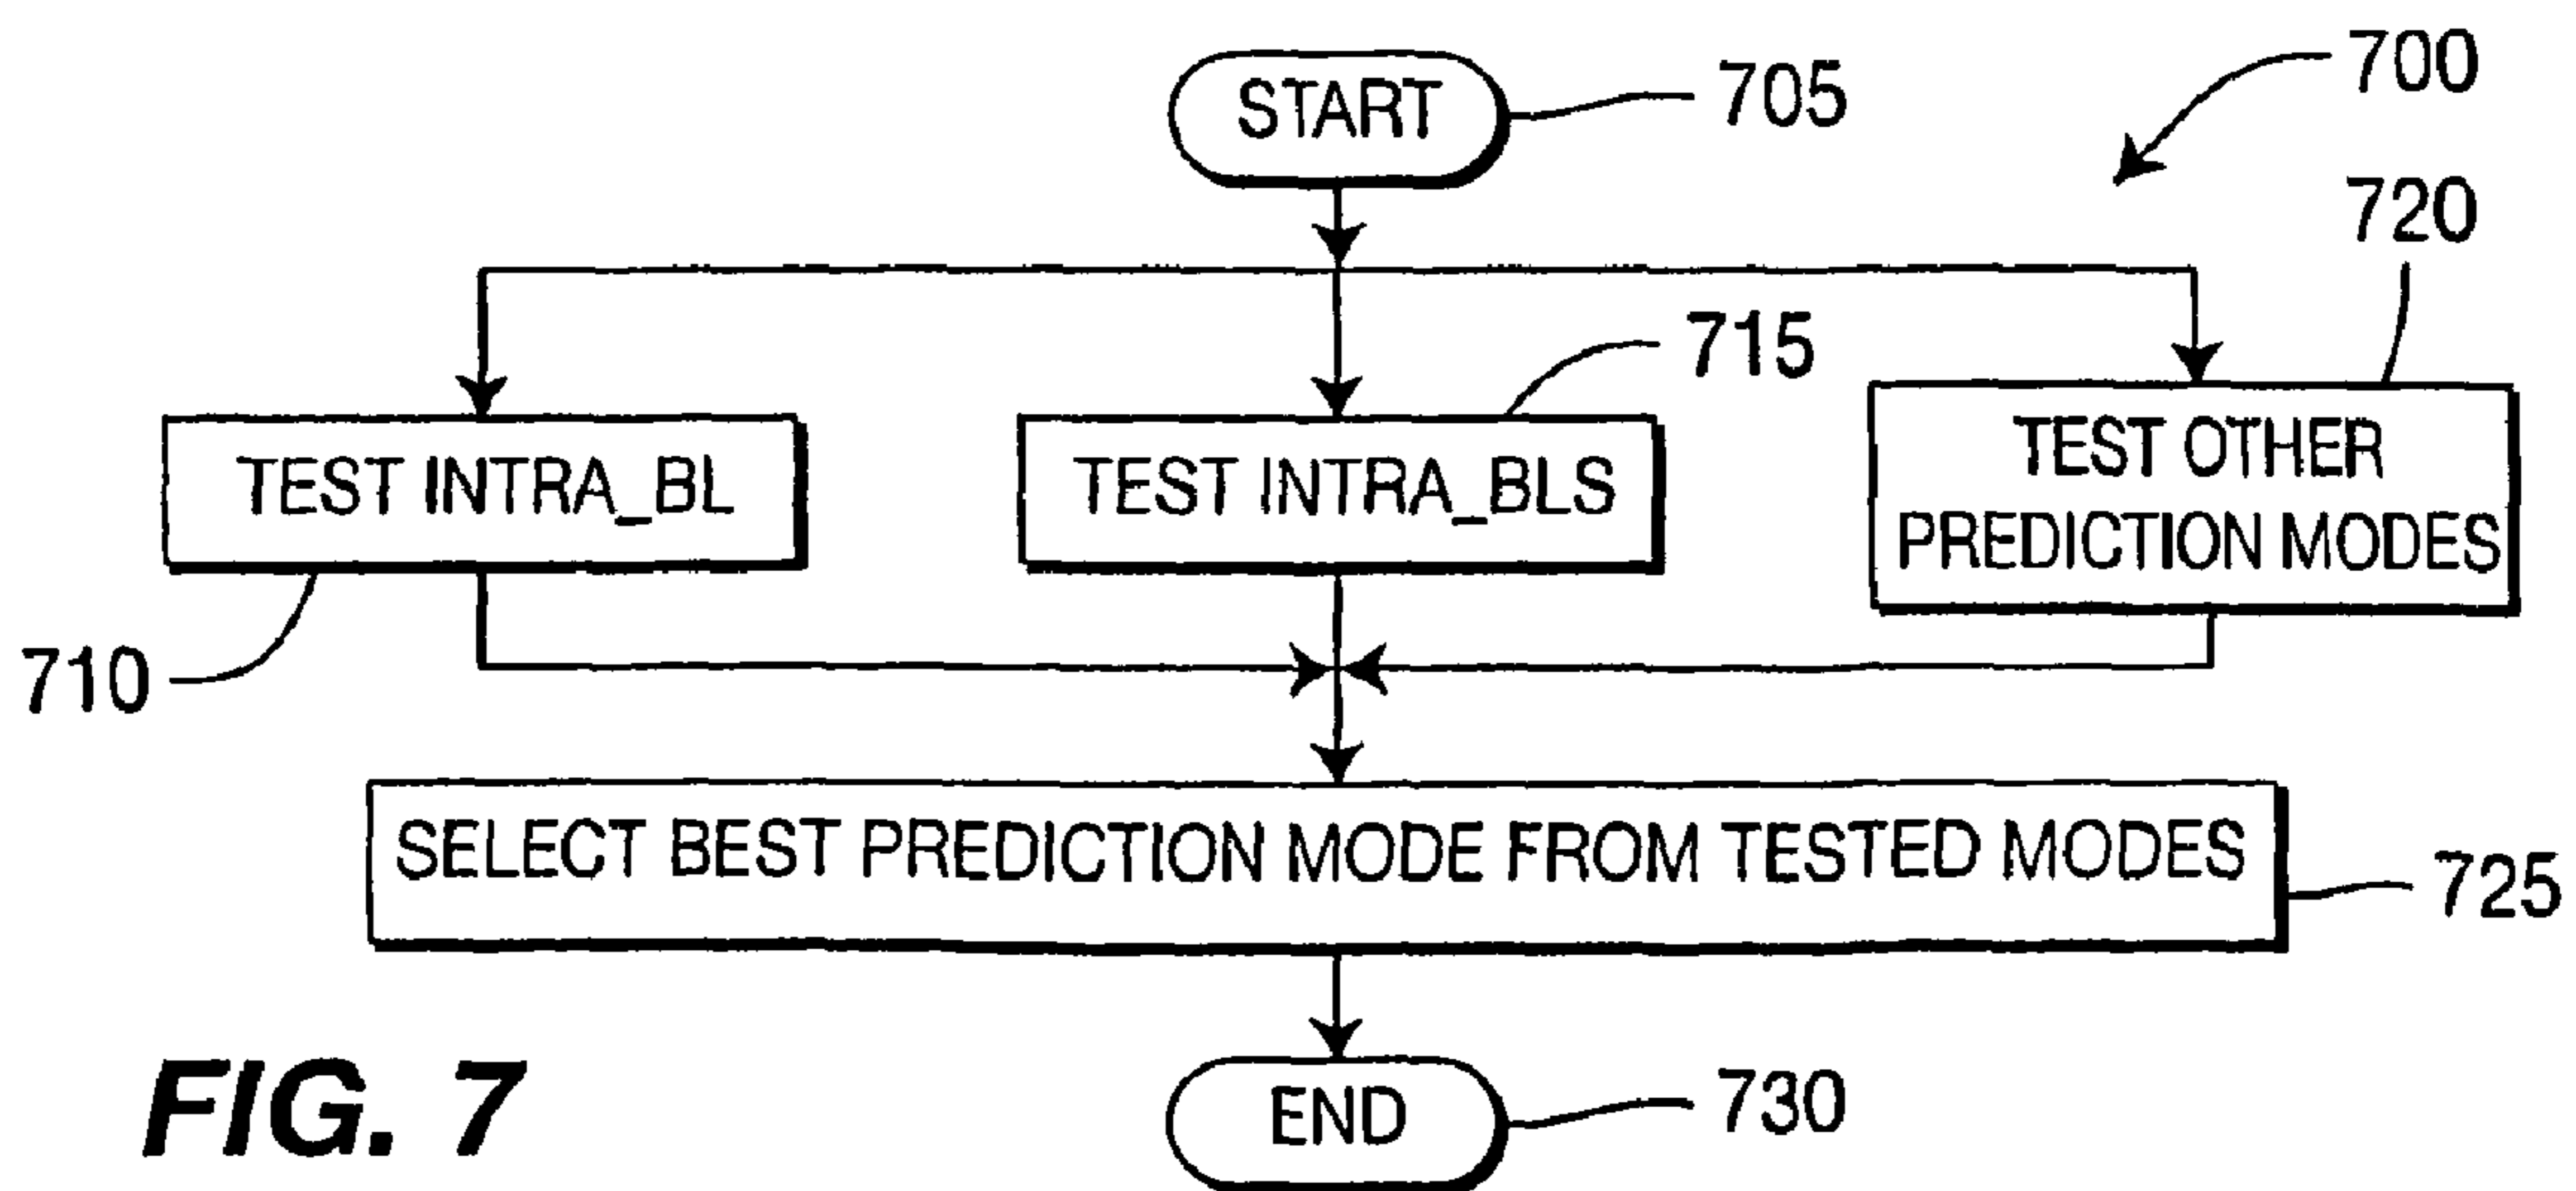 700
START
705
720
715
TEST INTRA_BL
TEST INTRA_BLS
TEST OTHER
PREDICTION MODES
710
SELECT BEST PREDICTION MODE FROM TESTED MODES
725
END
730
FIG. 7